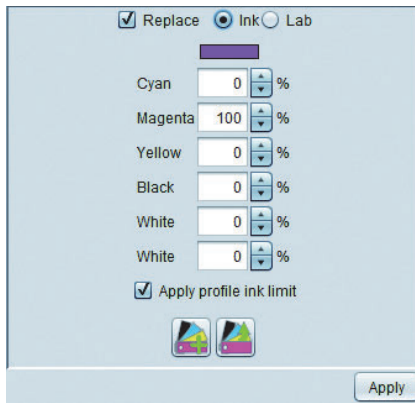 Replace Ink Lab
Cyan 0 %
Magenta 100 %
Yellow 0 %
Black 0 %
White 0 %
White 0 %
Apply profile ink limit
Apply